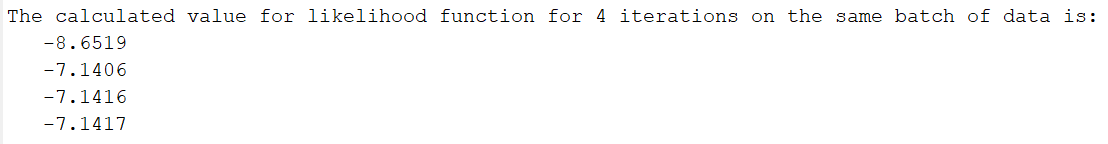 The calculated value for likelihood function for 4 iterations on the same batch of data is:
-8.6519
-7.1406
-7.1416
-7.1417